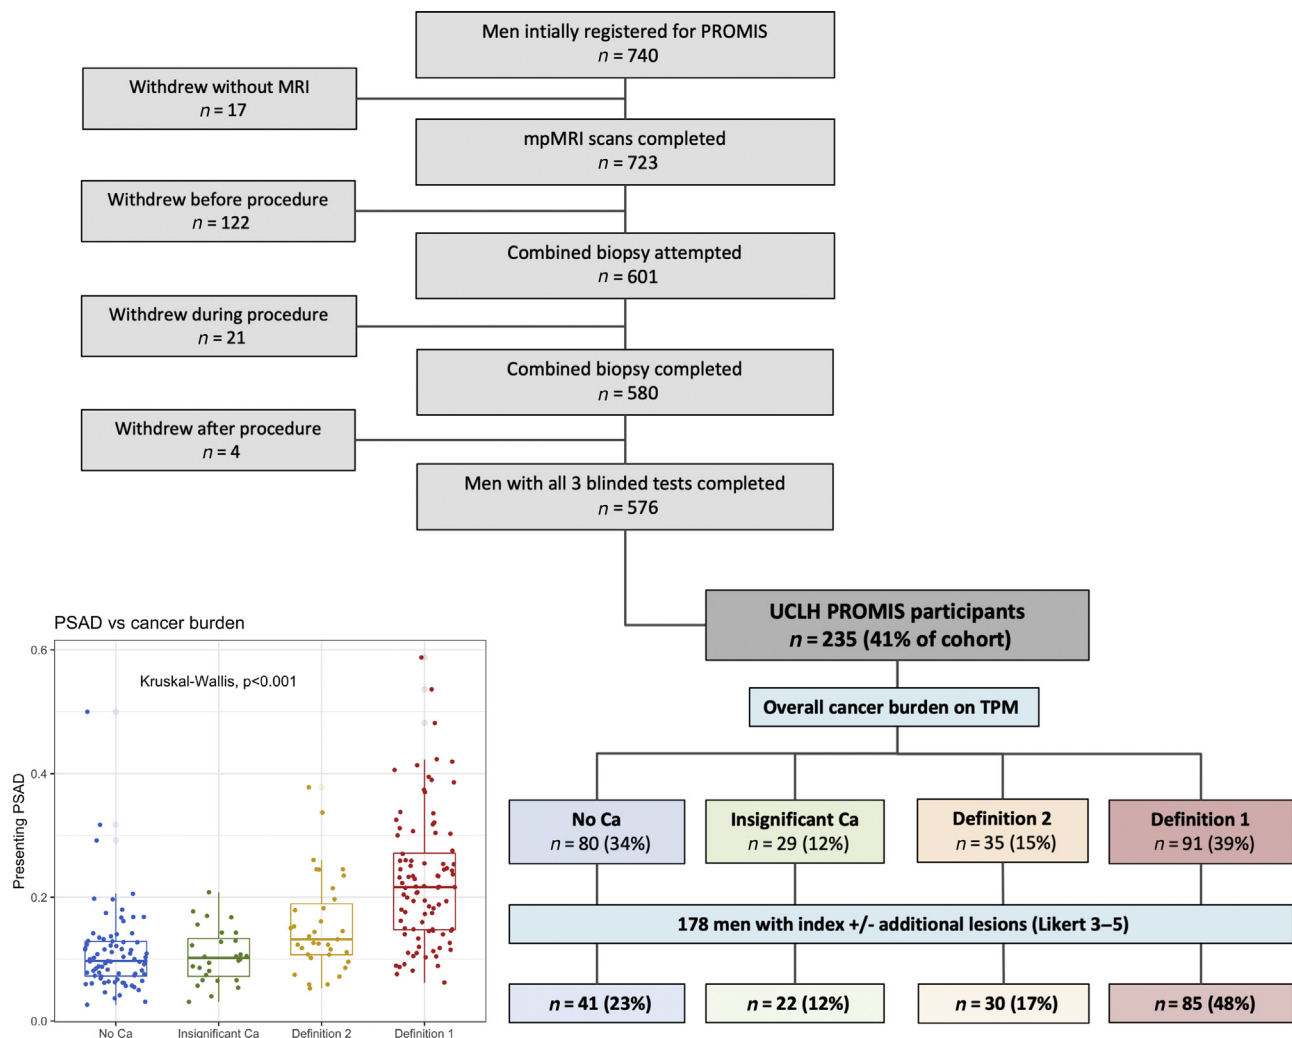 Men intially registered for PROMIS
n = 740
Withdrew without MRI
n = 17
mpMRI scans completed
n = 723
Withdrew before procedure
n = 122
Combined biopsy attempted
n = 601
Withdrew during procedure
n = 21
Combined biopsy completed
n = 580
Withdrew after procedure
n = 4
Men with all 3 blinded tests completed
n = 576
UCLH PROMIS participants
n = 235 (41% of cohort)
Overall cancer burden on TPM
No Ca
n = 80 (34%)
Insignificant Ca
n = 29 (12%)
Definition 2
n = 35 (15%)
Definition 1
n = 91 (39%)
178 men with index +/- additional lesions (Likert 3–5)
n = 41 (23%)
n = 22 (12%)
n = 30 (17%)
n = 85 (48%)
PSAD vs cancer burden
Kruskal-Wallis, p<0.001
Presenting PSAD
0.6
0.4
0.2
0.0
No Ca
Insignificant Ca
Definition 2
Definition 1